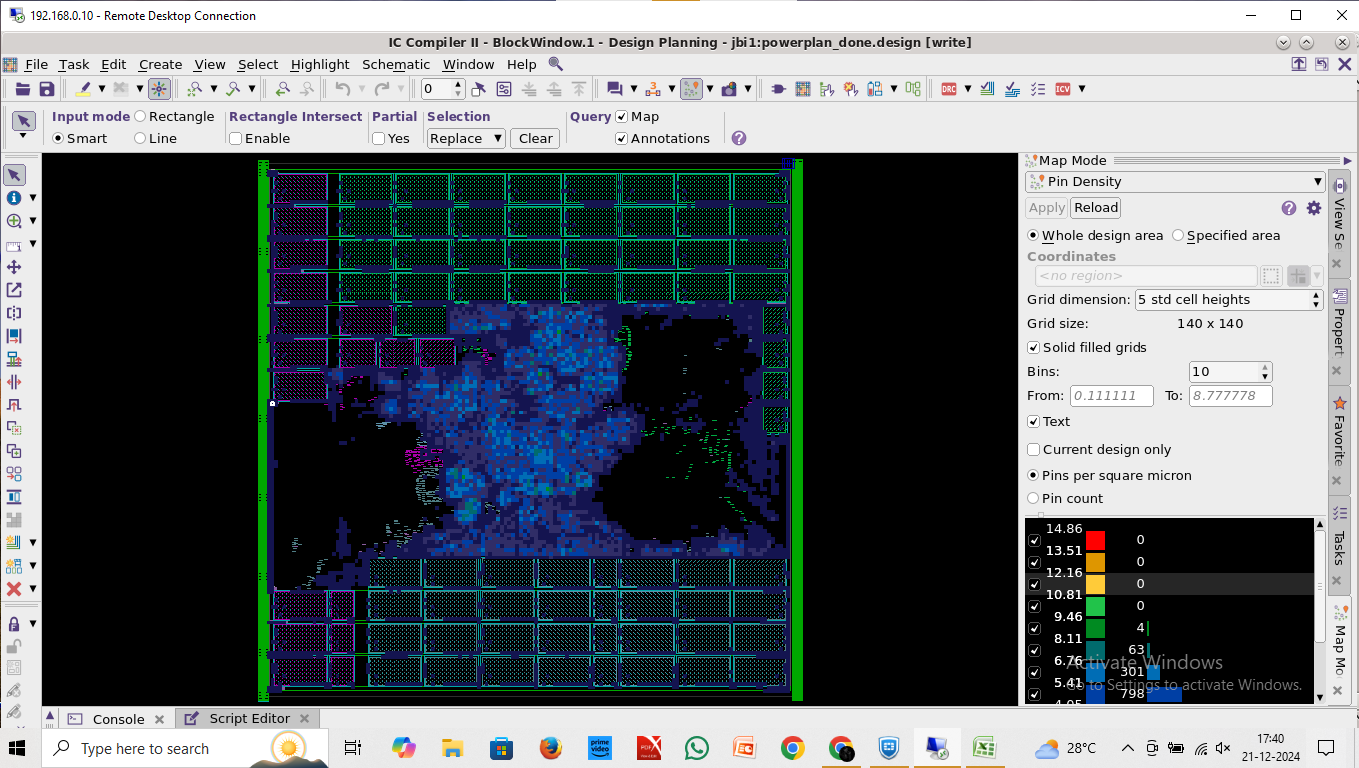 192.168.0.10 - Remote Desktop Connection
IC Compiler II - BlockWindow.1 - Design Planning - jbi1:powerplan_done.design [write]
File Task Edit Create View Select Highlight Schematic Window Help
0 DRC ICV
Input mode Rectangle Rectangle Intersect Partial Selection Query Map
Smart Line Enable Yes Replace Clear Annotations
Map Mode
Pin Density
Apply Reload
Whole design area Specified area
Coordinates
<no region>
Grid dimension: 5 std cell heights
Grid size: 140 x 140
Solid filled grids
Bins: 10
From: 0.111111 To: 8.777778
Text
Current design only
Pins per square micron
Pin count
14.86
0
13.51
0
12.16
0
10.81
0
9.46
4
8.11
63
6.76
301
5.41
798
4.05
View Se
Propert
Favorite
Tasks
Map Mo
Activate Windows
Go to Settings to activate Windows.
Console Script Editor
Type here to search
prime video
PDF
28°C
17:40
21-12-2024